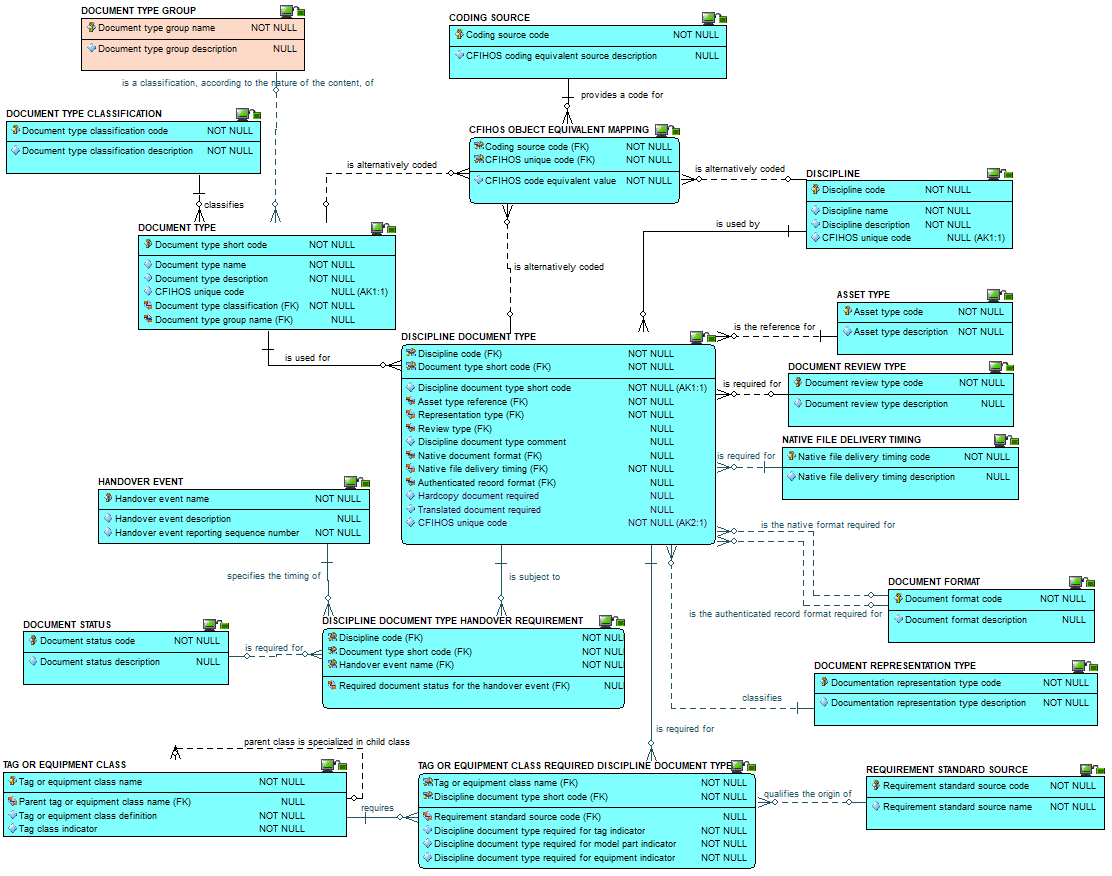 DOCUMENT TYPE GROUP
Document type group name NOT NULL
Document type group description NULL
is a classification, according to the nature of the content, of
CODING SOURCE
Coding source code NOT NULL
CFIHOS coding equivalent source description NULL
provides a code for
DOCUMENT TYPE CLASSIFICATION
Document type classification code NOT NULL
Document type classification description NOT NULL
classifies
CFIHOS OBJECT EQUIVALENT MAPPING
Coding source code (FK) NOT NULL
CFIHOS unique code (FK) NOT NULL
CFIHOS code equivalent value NOT NULL
is alternatively coded
is alternatively coded
is alternatively coded
DISCIPLINE
Discipline code NOT NULL
Discipline name NOT NULL
Discipline description NOT NULL
CFIHOS unique code NULL (AK1:1)
is used by
DOCUMENT TYPE
Document type short code NOT NULL
Document type name NOT NULL
Document type description NOT NULL
CFIHOS unique code NULL (AK1:1)
Document type classification (FK) NOT NULL
Document type group name (FK) NULL
is used for
ASSET TYPE
Asset type code NOT NULL
Asset type description NOT NULL
is the reference for
DISCIPLINE DOCUMENT TYPE
Discipline code (FK) NOT NULL
Document type short code (FK) NOT NULL
Discipline document type short code NOT NULL (AK1:1)
Asset type reference (FK) NOT NULL
Representation type (FK) NOT NULL
Review type (FK) NULL
Discipline document type comment NULL
Native document format (FK) NULL
Native file delivery timing (FK) NOT NULL
Authenticated record format (FK) NULL
Hardcopy document required NULL
Translated document required NULL
CFIHOS unique code NOT NULL (AK2:1)
DOCUMENT REVIEW TYPE
Document review type code NOT NULL
Document review type description NULL
is required for
NATIVE FILE DELIVERY TIMING
Native file delivery timing code NOT NULL
Native file delivery timing description NULL
is required for
HANDOVER EVENT
Handover event name NOT NULL
Handover event description NULL
Handover event reporting sequence number NOT NULL
specifies the timing of
is subject to
is the native format required for
DOCUMENT FORMAT
Document format code NOT NULL
Document format description NULL
is the authenticated record format required for
DOCUMENT STATUS
Document status code NOT NULL
Document status description NULL
is required for
DISCIPLINE DOCUMENT TYPE HANDOVER REQUIREMENT
Discipline code (FK) NOT NULL
Document type short code (FK) NOT NULL
Handover event name (FK) NOT NULL
Required document status for the handover event (FK) NULL
DOCUMENT REPRESENTATION TYPE
Documentation representation type code NOT NULL
Documentation representation type description NULL
classifies
is required for
parent class is specialized in child class
TAG OR EQUIPMENT CLASS
Tag or equipment class name NOT NULL
Parent tag or equipment class name (FK) NULL
Tag or equipment class definition NOT NULL
Tag class indicator NOT NULL
requires
TAG OR EQUIPMENT CLASS REQUIRED DISCIPLINE DOCUMENT TYPE
Tag or equipment class name (FK) NOT NULL
Discipline document type short code (FK) NOT NULL
Requirement standard source code (FK) NULL
Discipline document type required for tag indicator NOT NULL
Discipline document type required for model part indicator NOT NULL
Discipline document type required for equipment indicator NOT NULL
qualifies the origin of
REQUIREMENT STANDARD SOURCE
Requirement standard source code NOT NULL
Requirement standard source name NOT NULL